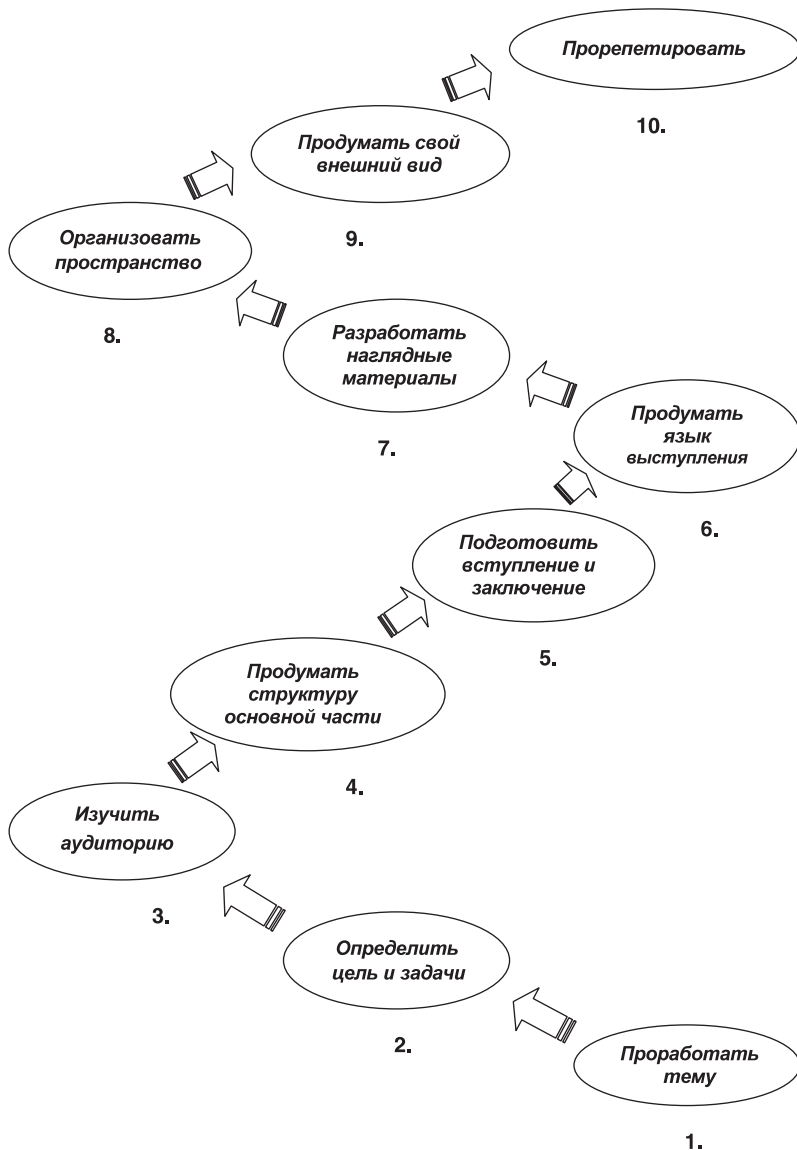 Прорепетировать
10.
Продумать свой
внешний вид
9.
Организовать
пространство
8.
Разработать
наглядные
материалы
7.
Продумать
язык
выступления
6.
Подготовить
вступление и
заключение
5.
Продумать
структуру
основной части
4.
Изучить
аудиторию
3.
Определить
цель и задачи
2.
Проработать
тему
1.